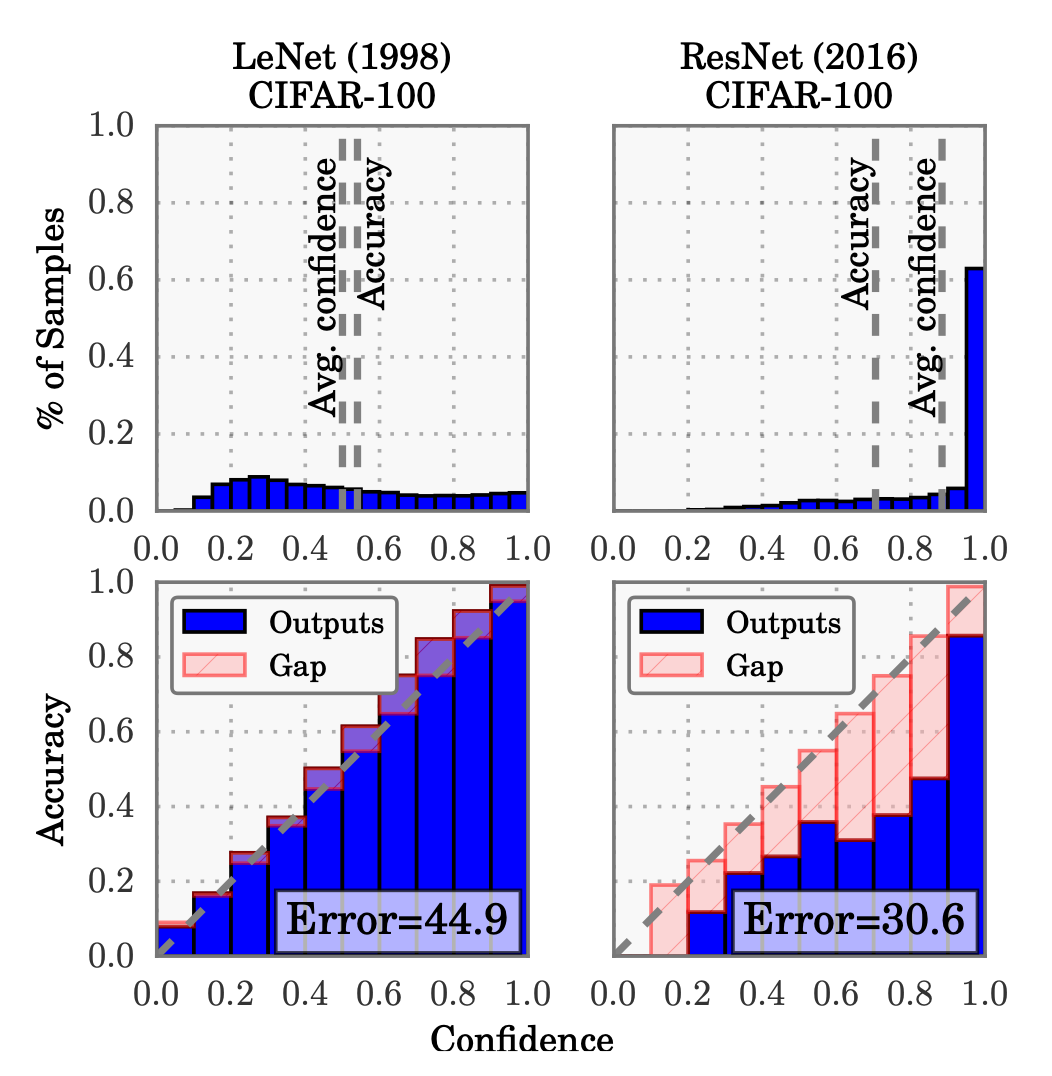 LeNet (1998)
CIFAR-100
ResNet (2016)
CIFAR-100
% of Samples
1.0
0.8
0.6
0.4
0.2
0.0
Avg. confidence
Accuracy
0.0 0.2 0.4 0.6 0.8 1.0
Accuracy
Avg. confidence
0.0 0.2 0.4 0.6 0.8 1.0
Accuracy
1.0
0.8
0.6
0.4
0.2
0.0
Outputs
Gap
Error=44.9
0.0 0.2 0.4 0.6 0.8 1.0
Outputs
Gap
Error=30.6
0.0 0.2 0.4 0.6 0.8 1.0
Confidence